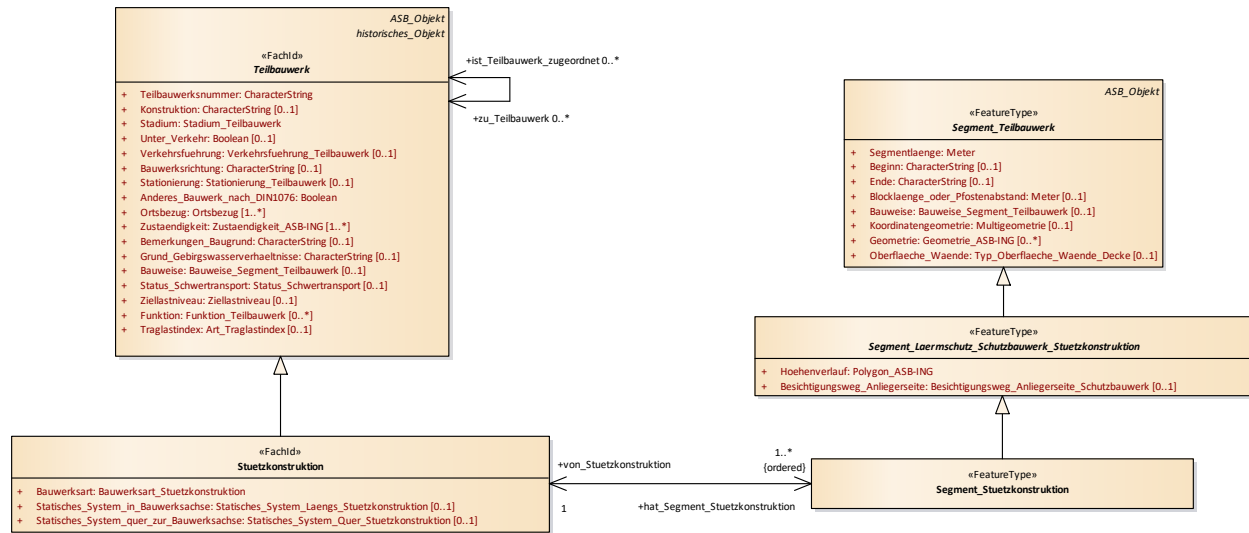 ASB_Objekt
historisches_Objekt
«FachId»
Teilbauwerk
+ Teilbauwerksnummer: CharacterString
+ Konstruktion: CharacterString [0..1]
+ Stadium: Stadium_Teilbauwerk
+ Unter_Verkehr: Boolean [0..1]
+ Verkehrsfuehrung: Verkehrsfuehrung_Teilbauwerk [0..1]
+ Bauwerksrichtung: CharacterString [0..1]
+ Stationierung: Stationierung_Teilbauwerk [0..1]
+ Anderes_Bauwerk_nach_DIN1076: Boolean
+ Ortsbezug: Ortsbezug [1..*]
+ Zustaendigkeit: Zustaendigkeit_ASB-ING [1..*]
+ Bemerkungen_Baugrund: CharacterString [0..1]
+ Grund_Gebirgswasserverhaeltnisse: CharacterString [0..1]
+ Bauweise: Bauweise_Segment_Teilbauwerk [0..1]
+ Status_Schwertransport: Status_Schwertransport [0..1]
+ Ziellastniveau: Ziellastniveau [0..1]
+ Funktion: Funktion_Teilbauwerk [0..*]
+ Traglastindex: Art_Traglastindex [0..1]
+ist_Teilbauwerk_zugeordnet 0..*
+zu_Teilbauwerk 0..*
ASB_Objekt
«FeatureType»
Segment_Teilbauwerk
+ Segmentlaenge: Meter
+ Beginn: CharacterString [0..1]
+ Ende: CharacterString [0..1]
+ Blocklaenge_oder_Pfostenabstand: Meter [0..1]
+ Bauweise: Bauweise_Segment_Teilbauwerk [0..1]
+ Koordinatengeometrie: Multigeometrie [0..1]
+ Geometrie: Geometrie_ASB-ING [0..*]
+ Oberflaeche_Waende: Typ_Oberflaeche_Waende_Decke [0..1]
«FeatureType»
Segment_Laermschutz_Schutzbauwerk_Stuetzkonstruktion
+ Hoehenverlauf: Polygon_ASB-ING
+ Besichtigungsweg_Anliegerseite: Besichtigungsweg_Anliegerseite_Schutzbauwerk [0..1]
«FachId»
Stuetzkonstruktion
+ Bauwerksart: Bauwerksart_Stuetzkonstruktion
+ Statisches_System_in_Bauwerksachse: Statisches_System_Laengs_Stuetzkonstruktion [0..1]
+ Statisches_System_quer_zur_Bauwerksachse: Statisches_System_Quer_Stuetzkonstruktion [0..1]
+von_Stuetzkonstruktion
1
1..*
{ordered}
+hat_Segment_Stuetzkonstruktion
«FeatureType»
Segment_Stuetzkonstruktion